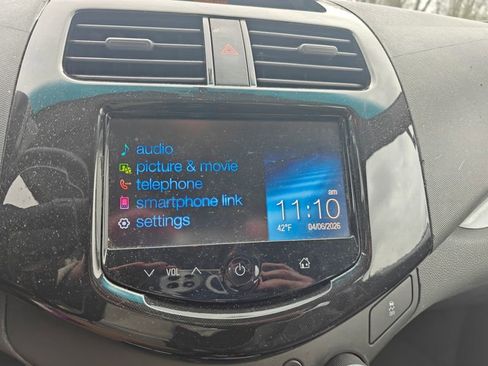 audio
picture & movie
telephone
smartphone link
settings
am
11:10
42°F 04/06/2026
VOL